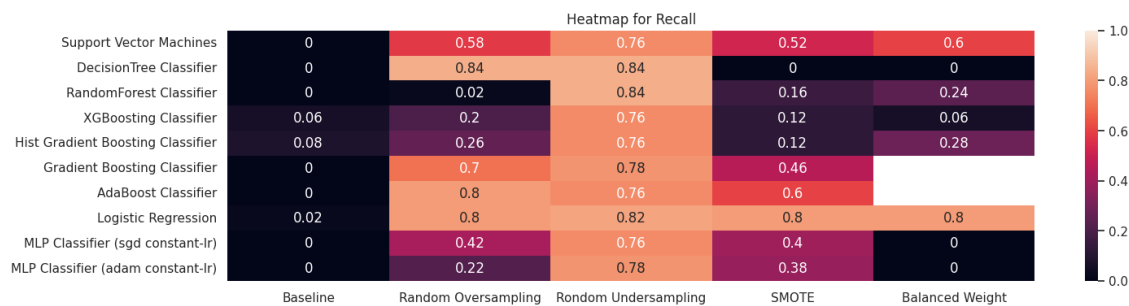 Heatmap for Recall
Support Vector Machines 0 0.58 0.76 0.52 0.6
DecisionTree Classifier 0 0.84 0.84 0 0
RandomForest Classifier 0 0.02 0.84 0.16 0.24
XGBoosting Classifier 0.06 0.2 0.76 0.12 0.06
Hist Gradient Boosting Classifier 0.08 0.26 0.76 0.12 0.28
Gradient Boosting Classifier 0 0.7 0.78 0.46
AdaBoost Classifier 0 0.8 0.76 0.6
Logistic Regression 0.02 0.8 0.82 0.8 0.8
MLP Classifier (sgd constant-lr) 0 0.42 0.76 0.4 0
MLP Classifier (adam constant-lr) 0 0.22 0.78 0.38 0
Baseline Random Oversampling Rondom Undersampling SMOTE Balanced Weight
1.0
0.8
0.6
0.4
0.2
0.0